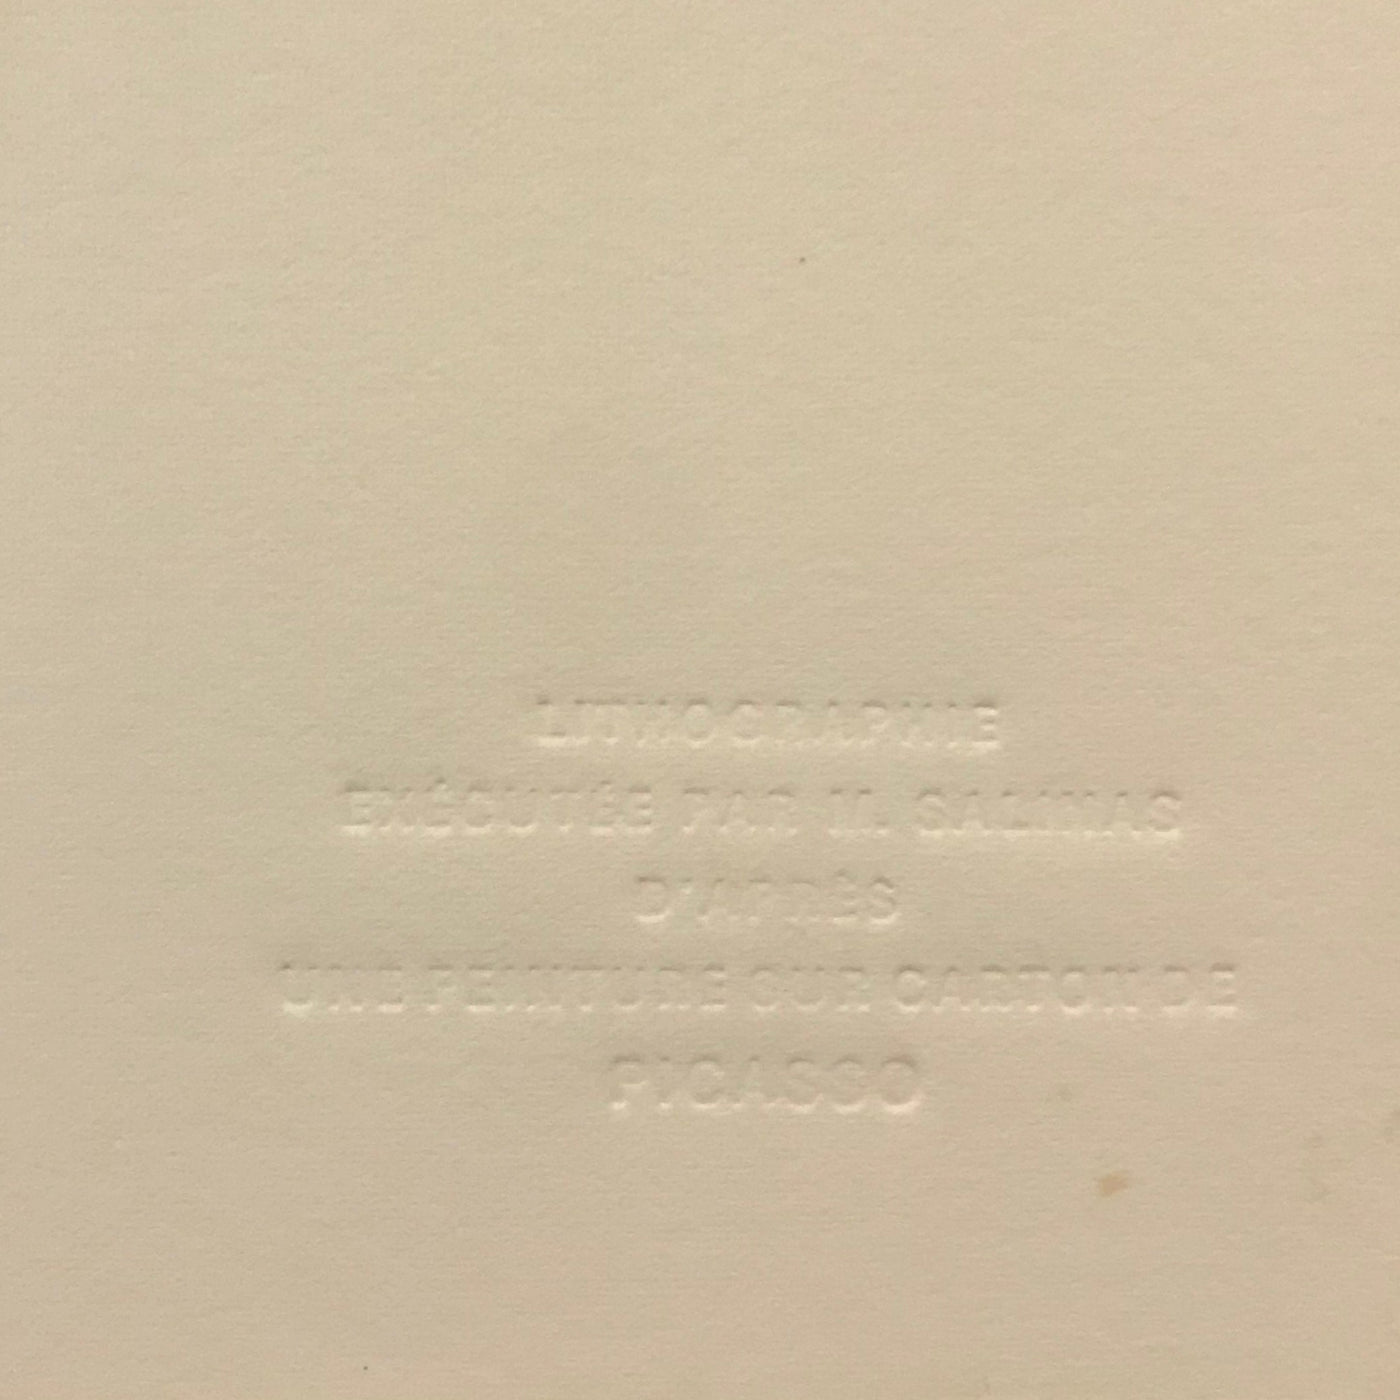 LITHOGRAPHIE
EXÉCUTÉE PAR M. SALINAS
D'APRÈS
UNE PEINTURE SUR CARTON DE
PICASSO